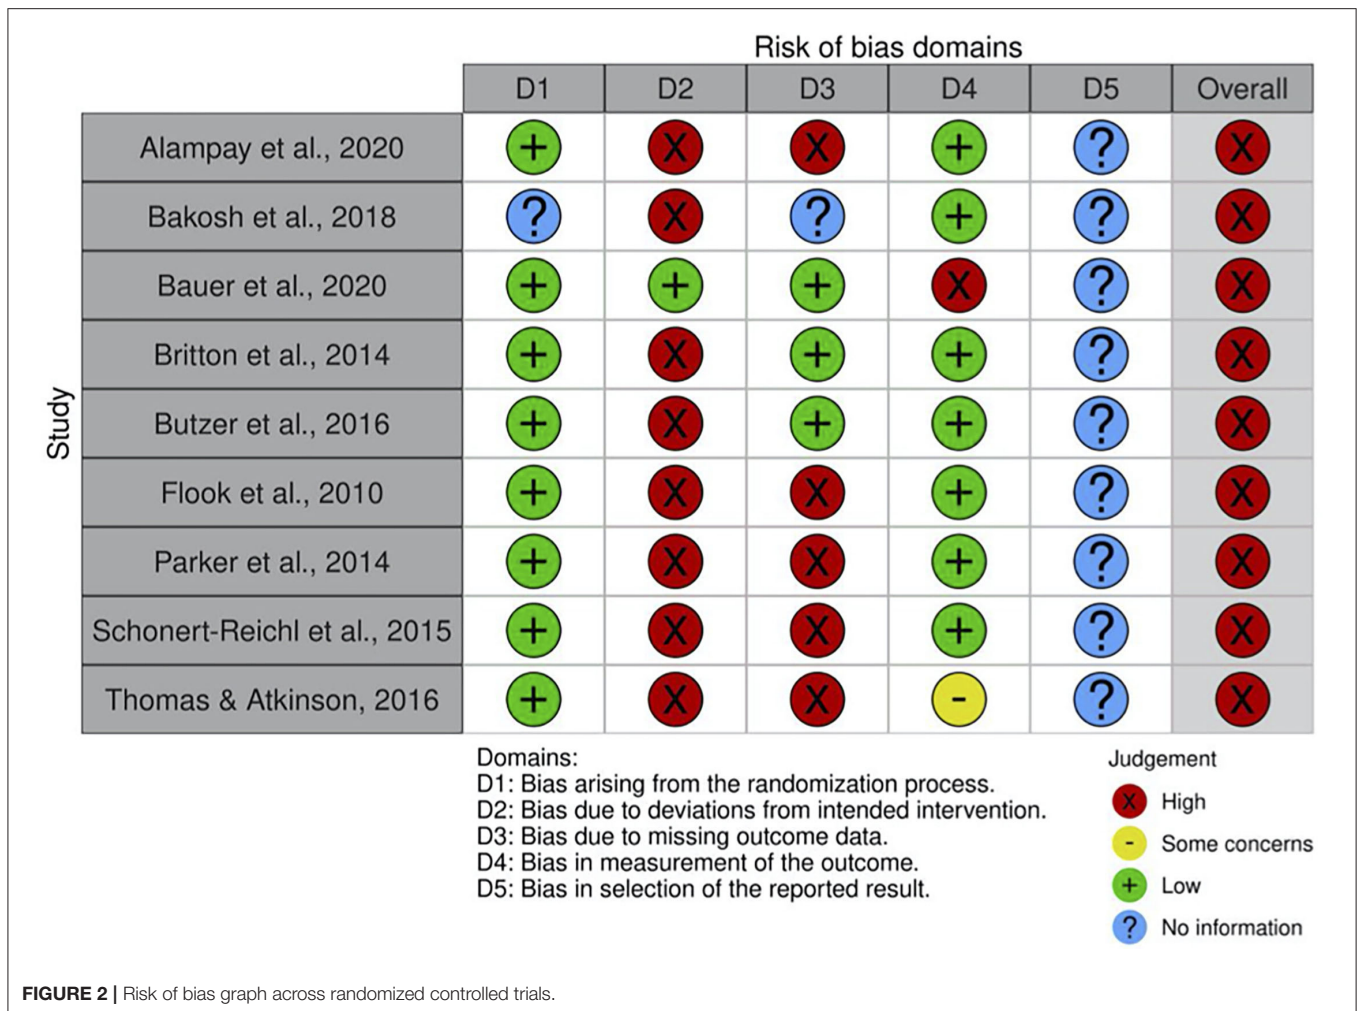 Risk of bias domains
D1 D2 D3 D4 D5 Overall
Study
Alampay et al., 2020 + X X + ? X
Bakosh et al., 2018 ? X ? + ? X
Bauer et al., 2020 + + + X ? X
Britton et al., 2014 + X + + ? X
Butzer et al., 2016 + X + + ? X
Flook et al., 2010 + X X + ? X
Parker et al., 2014 + X X + ? X
Schonert-Reichl et al., 2015 + X X + ? X
Thomas & Atkinson, 2016 + X X - ? X
Domains:
D1: Bias arising from the randomization process.
D2: Bias due to deviations from intended intervention.
D3: Bias due to missing outcome data.
D4: Bias in measurement of the outcome.
D5: Bias in selection of the reported result.
Judgement
X High
- Some concerns
+ Low
? No information
FIGURE 2 | Risk of bias graph across randomized controlled trials.